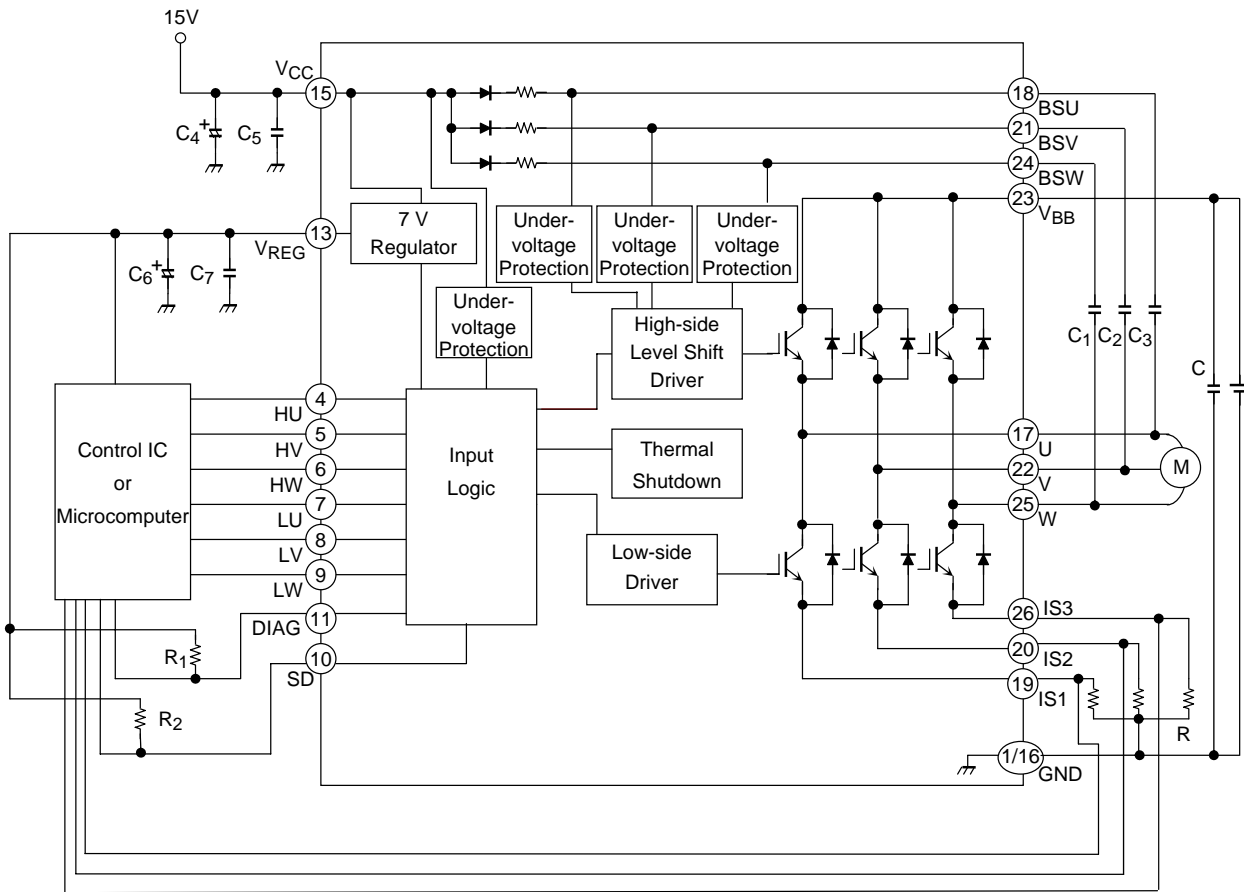 15V
VCC
15
C4
+
C5
18
BSU
21
BSV
24
BSW
23
VBB
13
VREG
7 V
Regulator
C6
+
C7
Under-
voltage
Protection
Under-
voltage
Protection
Under-
voltage
Protection
Under-
voltage
Protection
High-side
Level Shift
Driver
C1
C2
C3
C
Control IC
or
Microcomputer
4
HU
5
HV
6
HW
7
LU
8
LV
9
LW
11
DIAG
10
SD
Input
Logic
Thermal
Shutdown
Low-side
Driver
17
U
22
V
25
W
M
26
IS3
20
IS2
19
IS1
R
1/16
GND
R1
R2